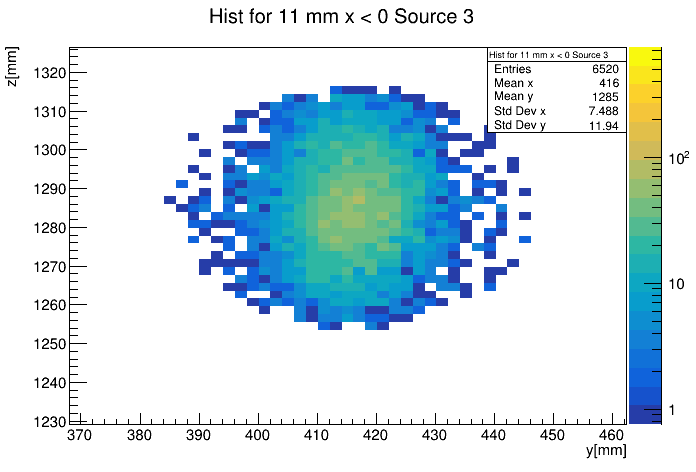 Hist for 11 mm x < 0 Source 3
z[mm]
Hist for 11 mm x < 0 Source 3
Entries 6520
Mean x 416
Mean y 1285
Std Dev x 7.488
Std Dev y 11.94
1320
1310
1300
1290
1280
1270
1260
1250
1240
1230
10²
10
1
370 380 390 400 410 420 430 440 450 460
y[mm]